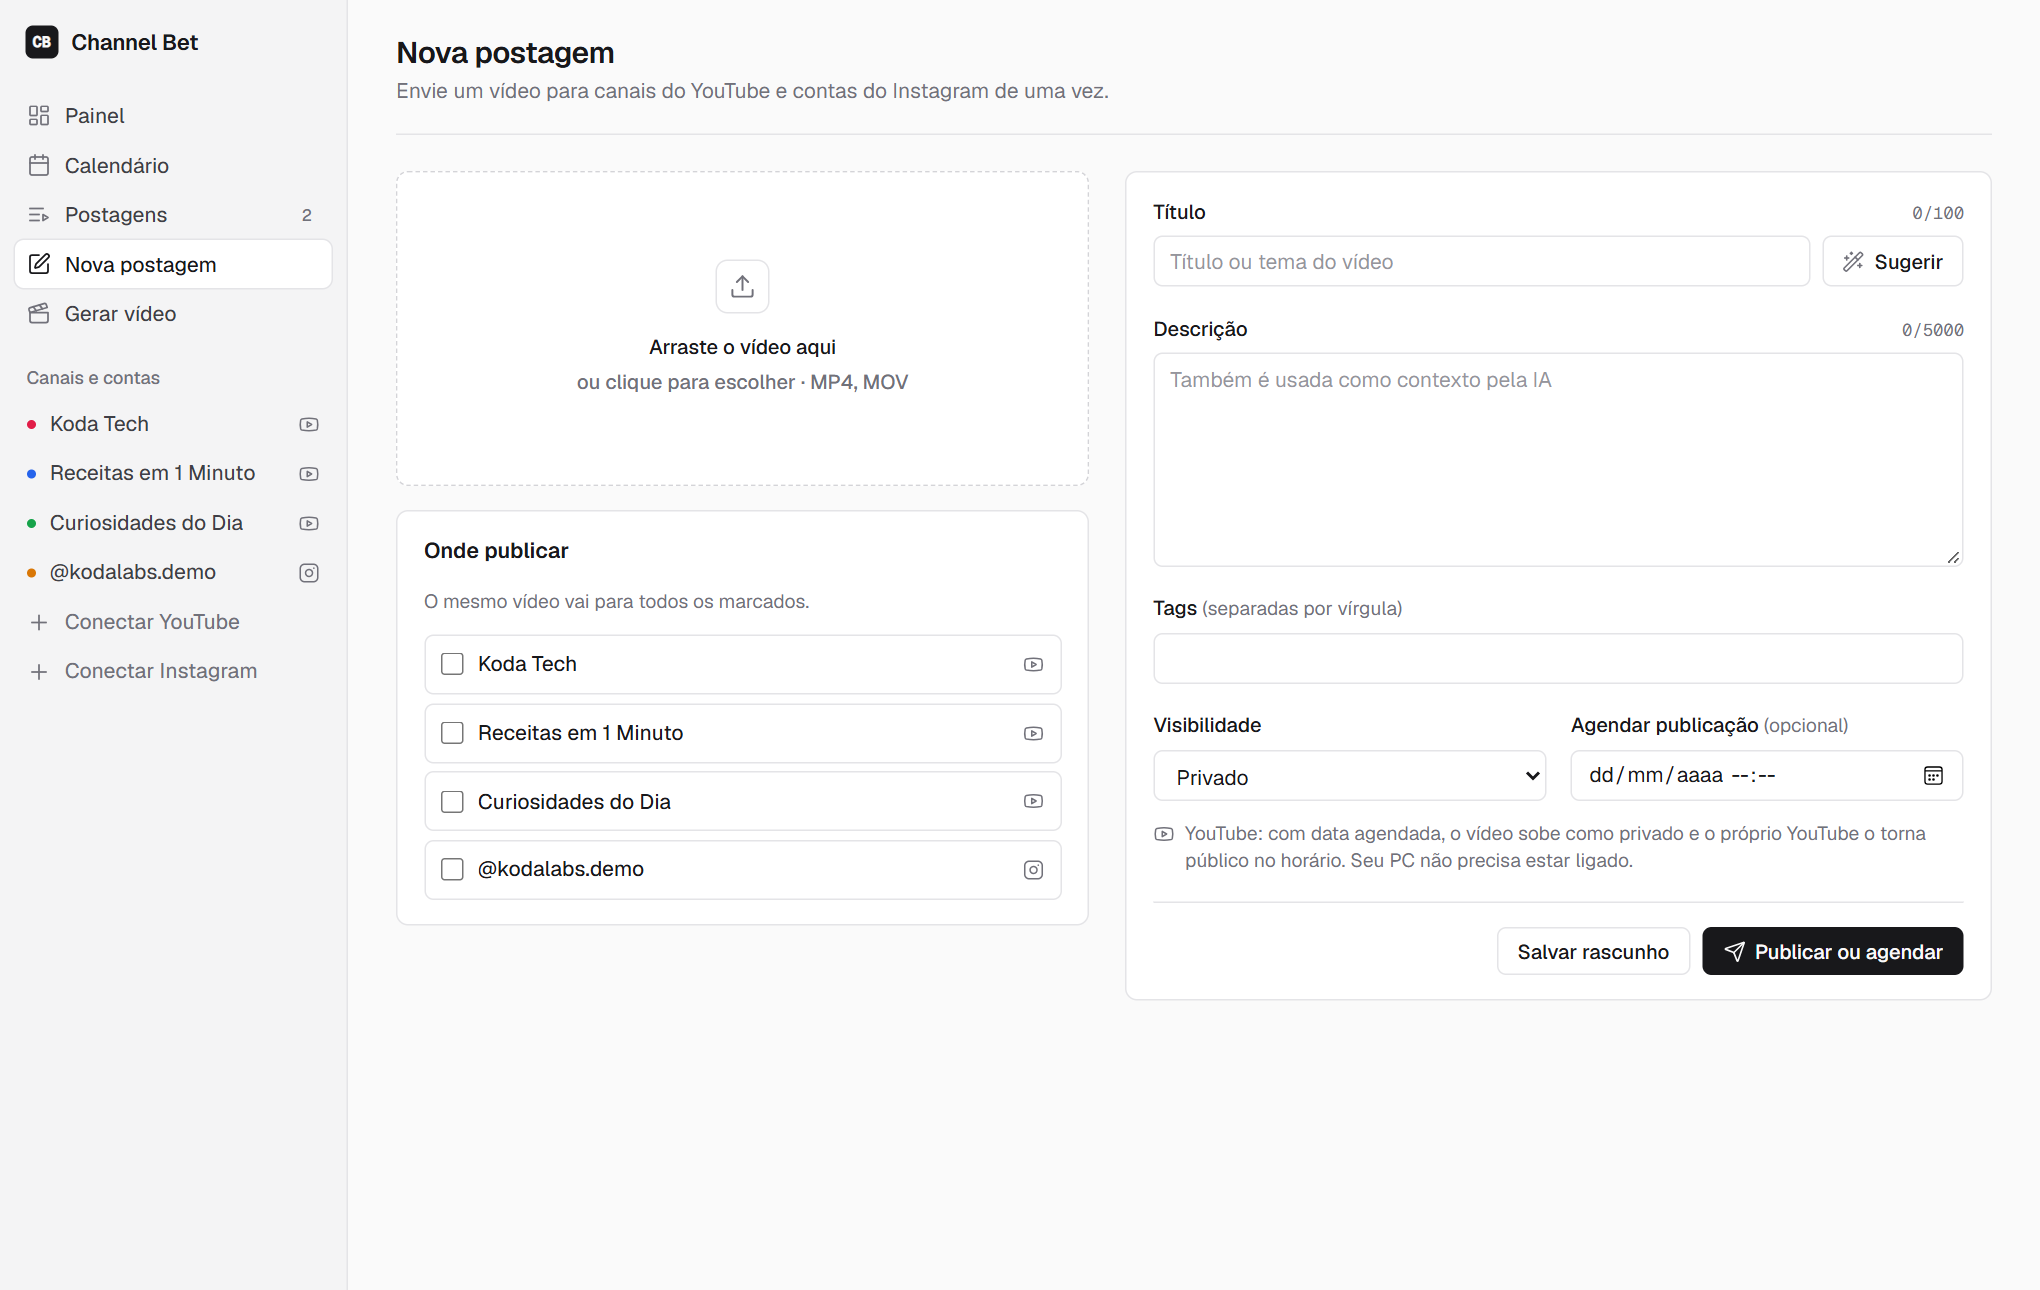 CB Channel Bet
Painel
Calendário
Postagens 2
Nova postagem
Gerar vídeo
Canais e contas
Koda Tech
Receitas em 1 Minuto
Curiosidades do Dia
@kodalabs.demo
Conectar YouTube
Conectar Instagram
Nova postagem
Envie um vídeo para canais do YouTube e contas do Instagram de uma vez.
Arraste o vídeo aqui
ou clique para escolher · MP4, MOV
Onde publicar
O mesmo vídeo vai para todos os marcados.
Koda Tech
Receitas em 1 Minuto
Curiosidades do Dia
@kodalabs.demo
Título 0/100
Título ou tema do vídeo Sugerir
Descrição 0/5000
Também é usada como contexto pela IA
Tags (separadas por vírgula)
Visibilidade Agendar publicação (opcional)
Privado dd/mm/aaaa --:--
YouTube: com data agendada, o vídeo sobe como privado e o próprio YouTube o torna
público no horário. Seu PC não precisa estar ligado.
Salvar rascunho Publicar ou agendar